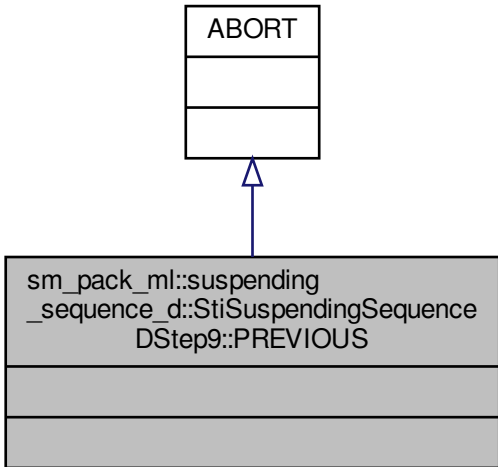 ABORT
sm_pack_ml::suspending
_sequence_d::StiSuspendingSequence
DStep9::PREVIOUS